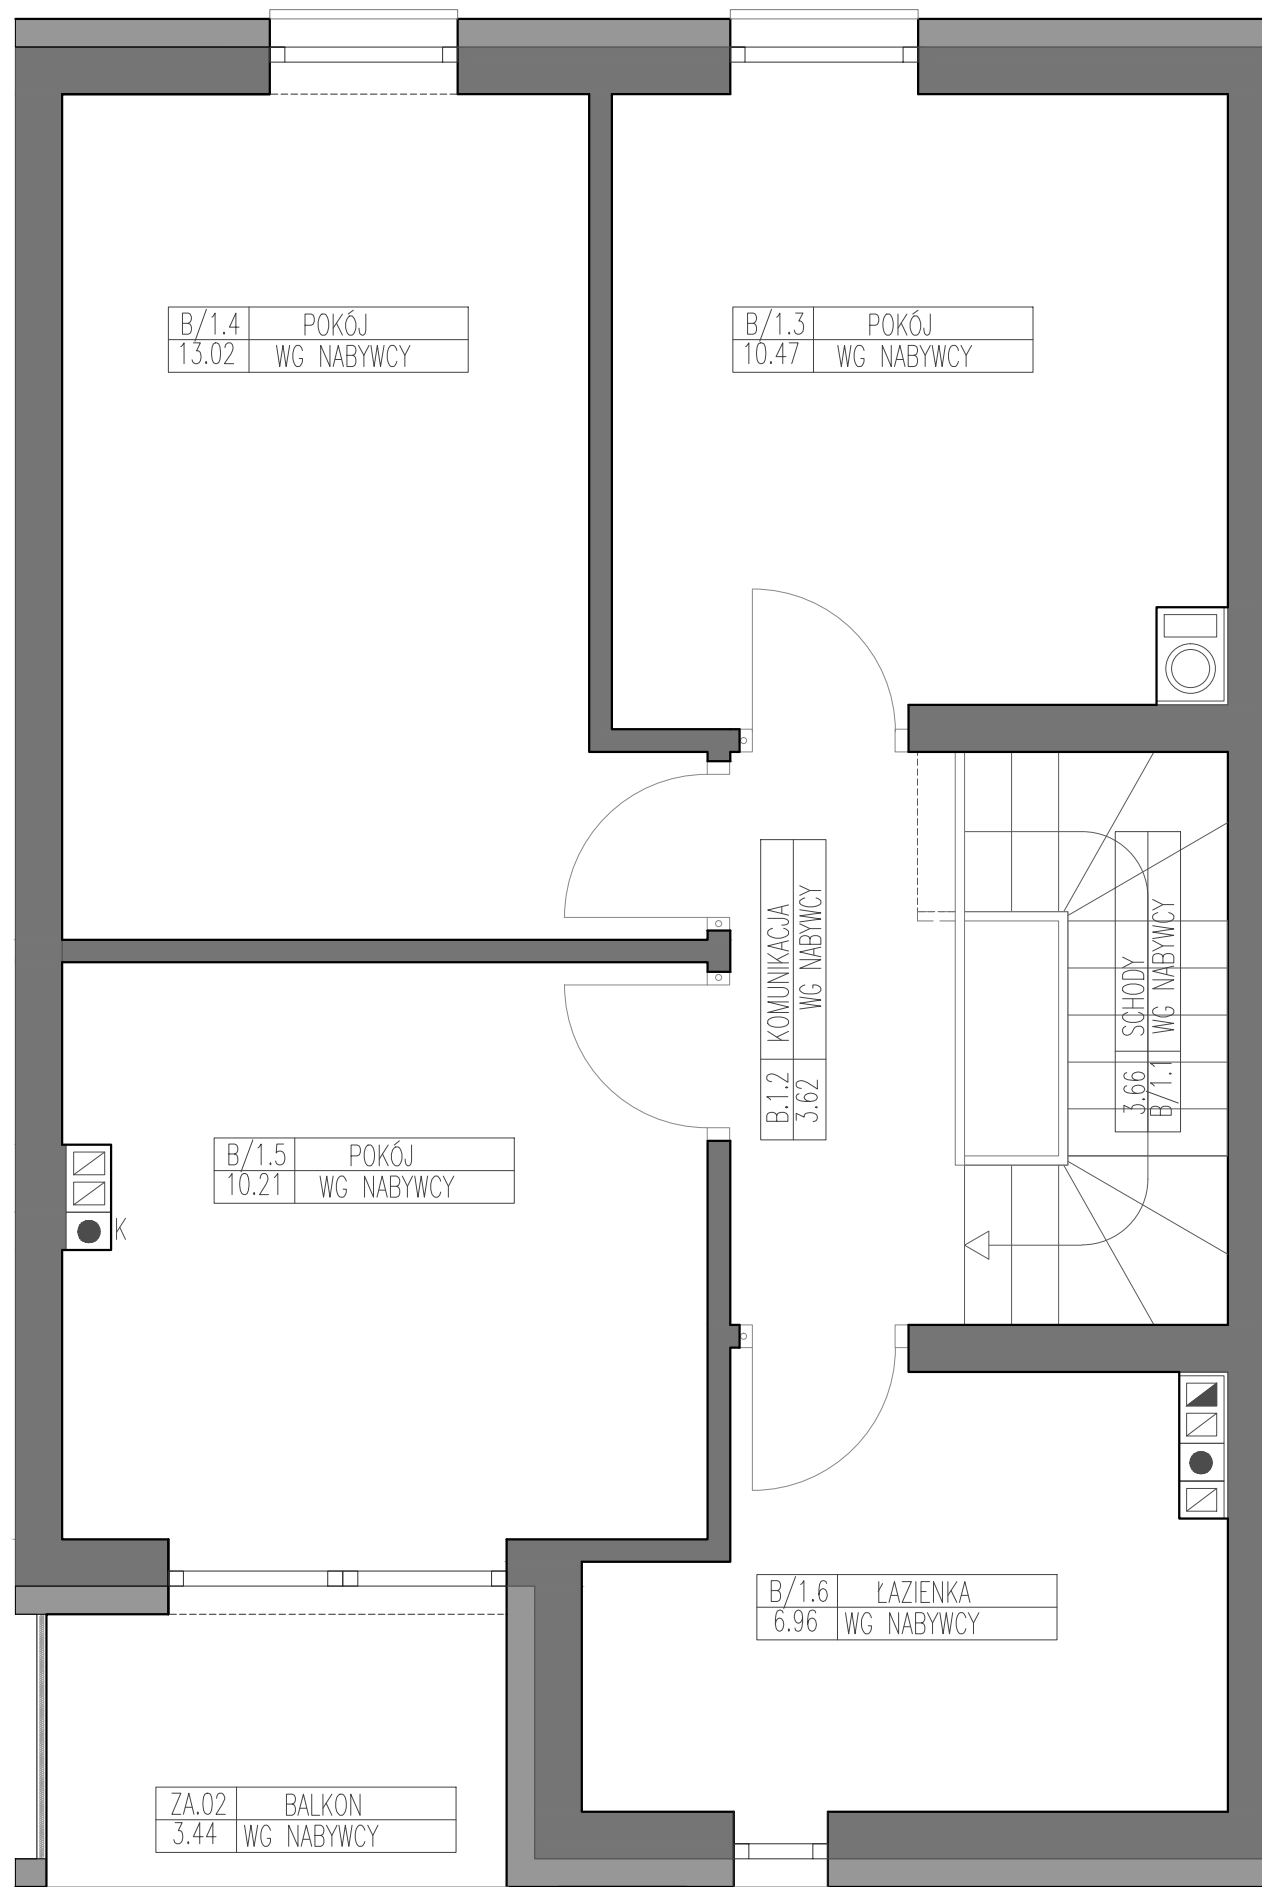 B/1.4 POKÓJ
13.02 WG NABYWCY
B/1.3 POKÓJ
10.47 WG NABYWCY
B.1.2 KOMUNIKACJA
3.62 WG NABYWCY
3.66 SCHODY
B/1.1 WG NABYWCY
B/1.5 POKÓJ
10.21 WG NABYWCY
K
B/1.6 ŁAZIENKA
6.96 WG NABYWCY
ZA.02 BALKON
3.44 WG NABYWCY